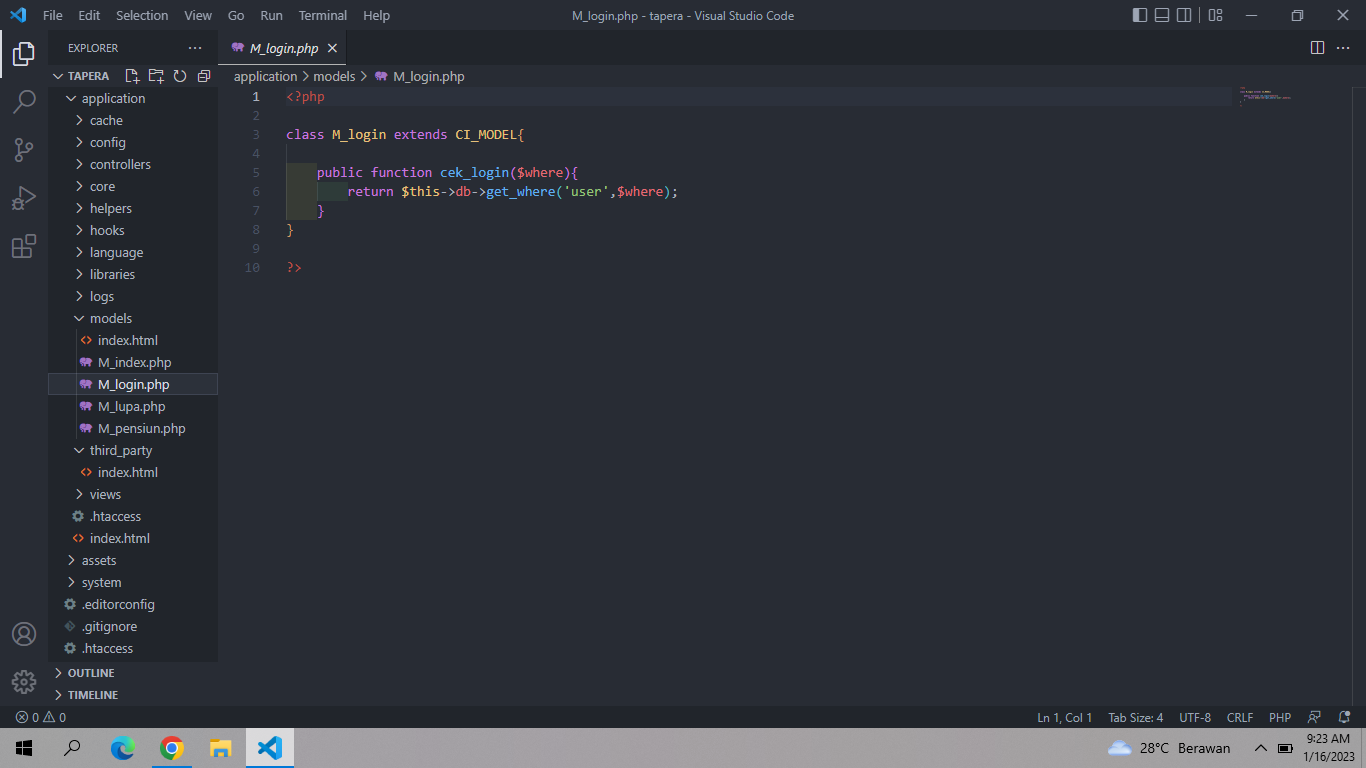 File Edit Selection View Go Run Terminal Help M_login.php - tapera - Visual Studio Code
EXPLORER
M_login.php
TAPERA
application > models > M_login.php
application
cache
config
controllers
core
helpers
hooks
language
libraries
logs
models
index.html
M_index.php
M_login.php
M_lupa.php
M_pensiun.php
third_party
index.html
views
.htaccess
index.html
assets
system
.editorconfig
.gitignore
.htaccess
OUTLINE
TIMELINE
1 <?php
2
3 class M_login extends CI_MODEL{
4
5 public function cek_login($where){
6 return $this->db->get_where('user',$where);
7 }
8 }
9
10 ?>
0 0 Ln 1, Col 1 Tab Size: 4 UTF-8 CRLF PHP
28°C Berawan 9:23 AM
1/16/2023